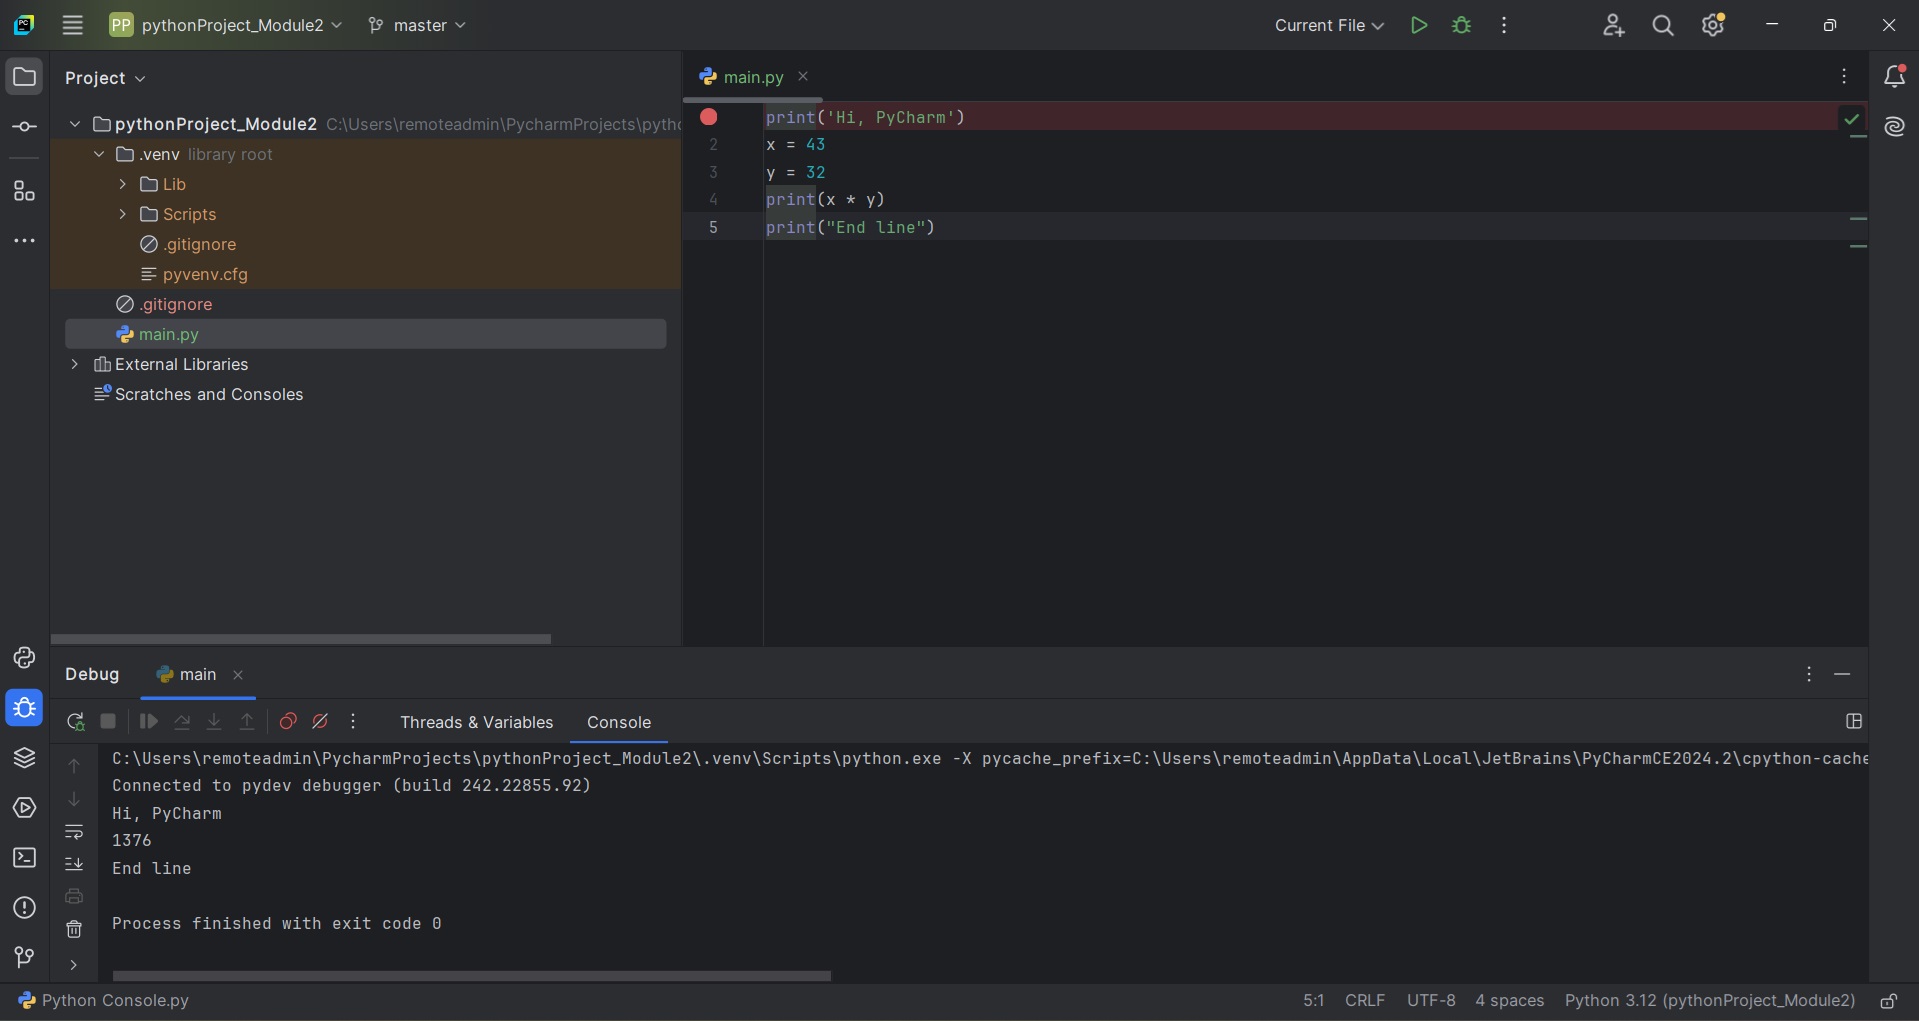 PC
PP pythonProject_Module2 master Current File
Project
pythonProject_Module2 C:\Users\remoteadmin\PycharmProjects\pytho
.venv library root
Lib
Scripts
.gitignore
pyvenv.cfg
.gitignore
main.py
External Libraries
Scratches and Consoles
main.py
print('Hi, PyCharm')
2 x = 43
3 y = 32
4 print(x * y)
5 print("End line")
Debug main
Threads & Variables Console
C:\Users\remoteadmin\PycharmProjects\pythonProject_Module2\.venv\Scripts\python.exe -X pycache_prefix=C:\Users\remoteadmin\AppData\Local\JetBrains\PyCharmCE2024.2\cpython-cache
Connected to pydev debugger (build 242.22855.92)
Hi, PyCharm
1376
End line
Process finished with exit code 0
Python Console.py 5:1 CRLF UTF-8 4 spaces Python 3.12 (pythonProject_Module2)